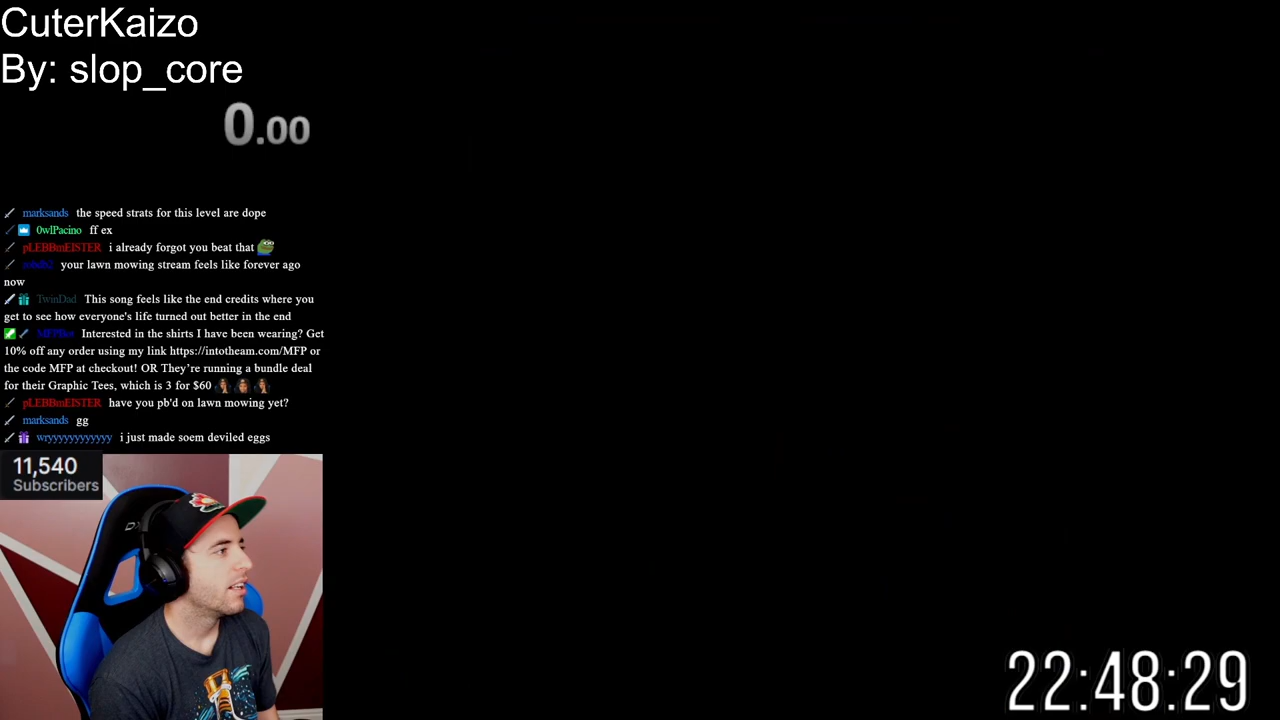 CuterKaizo
By: slop_core
0.00
marksands the speed strats for this level are dope
0wlPacino ff ex
pLEBBmEISTER i already forgot you beat that
your lawn mowing stream feels like forever ago
now
TwinDad This song feels like the end credits where you
get to see how everyone's life turned out better in the end
MFPBot Interested in the shirts I have been wearing? Get
10% off any order using my link https://intotheam.com/MFP or
the code MFP at checkout! OR They're running a bundle deal
for their Graphic Tees, which is 3 for $60
pLEBBmEISTER have you pb'd on lawn mowing yet?
marksands gg
wryyyyyyyyyyyy i just made soem deviled eggs
11,540
Subscribers
22:48:29